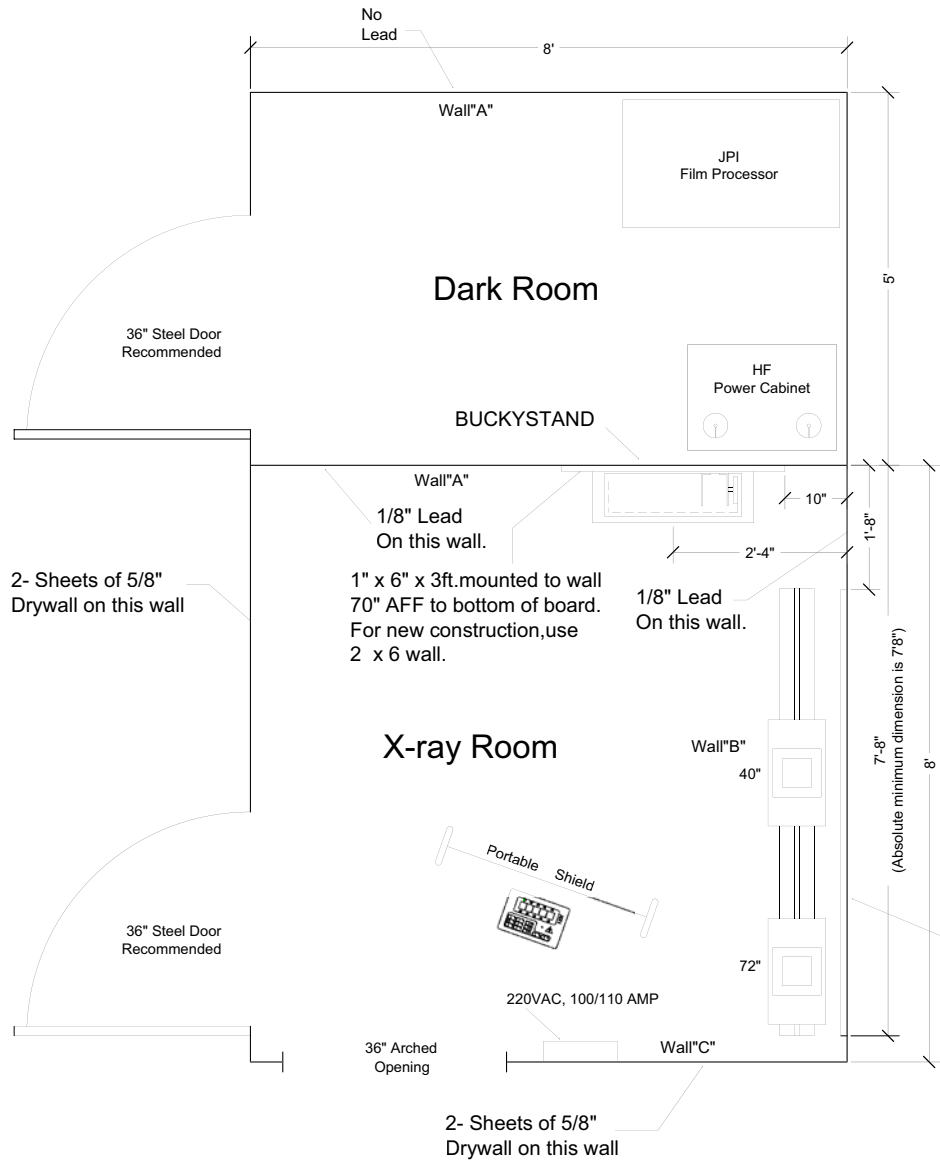 No
Lead
8'
Wall"A"
JPI
Film Processor
Dark Room
5'
36" Steel Door
Recommended
HF
Power Cabinet
BUCKYSTAND
Wall"A"
10"
1'-8"
1/8" Lead
On this wall.
2'-4"
2- Sheets of 5/8"
Drywall on this wall
1" x 6" x 3ft.mounted to wall
70" AFF to bottom of board.
For new construction,use
2 x 6 wall.
1/8" Lead
On this wall.
X-ray Room
Wall"B"
40"
7'-8"
(Absolute minimum dimension is 7'8")
8'
Portable Shield
36" Steel Door
Recommended
72"
220VAC, 100/110 AMP
36" Arched
Opening
Wall"C"
2- Sheets of 5/8"
Drywall on this wall